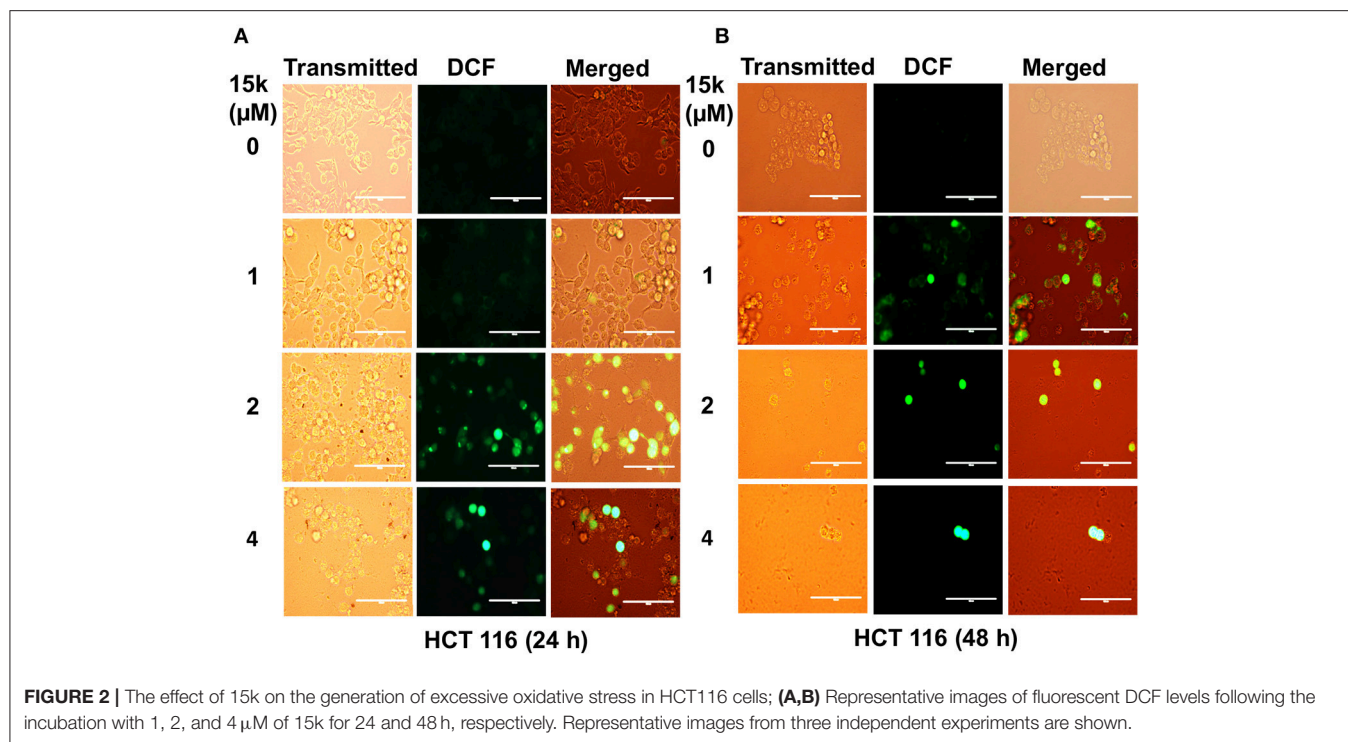 A
B
Transmitted DCF Merged
Transmitted DCF Merged
15k
(μM)
0
1
2
4
15k
(μM)
0
1
2
4
HCT 116 (24 h)
HCT 116 (48 h)
FIGURE 2 | The effect of 15k on the generation of excessive oxidative stress in HCT116 cells; (A,B) Representative images of fluorescent DCF levels following the
incubation with 1, 2, and 4 μM of 15k for 24 and 48 h, respectively. Representative images from three independent experiments are shown.